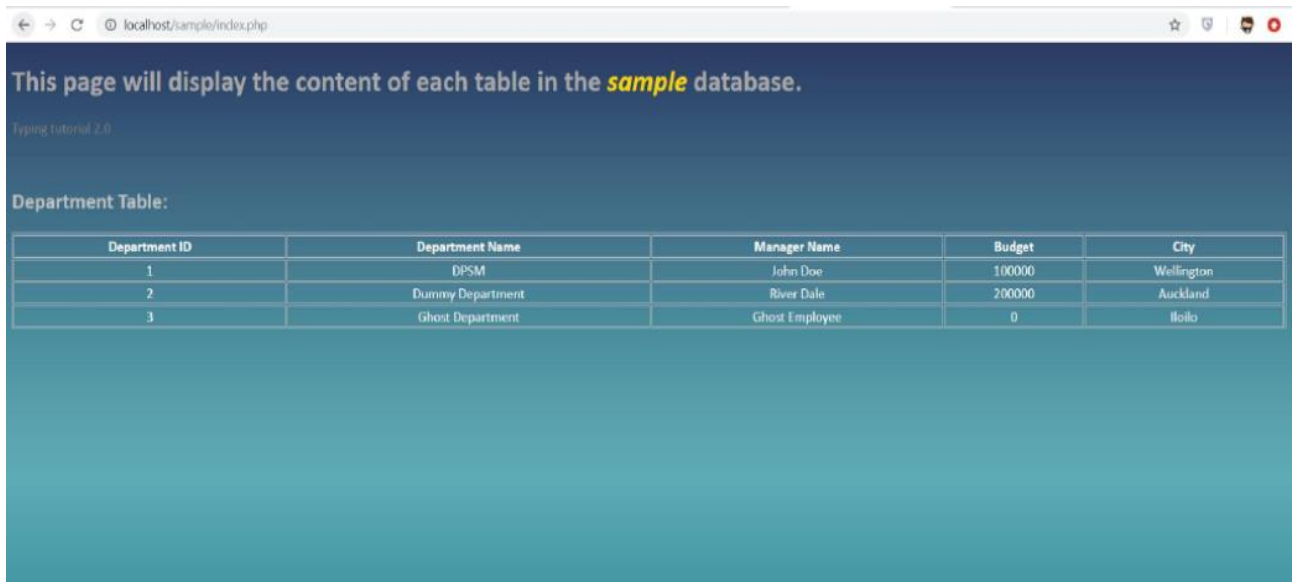 localhost/sample/index.php
This page will display the content of each table in the sample database.
Typing tutorial 2.0
Department Table:
Department ID Department Name Manager Name Budget City
1 DPSM John Doe 100000 Wellington
2 Dummy Department River Dale 200000 Auckland
3 Ghost Department Ghost Employee 0 Iloilo